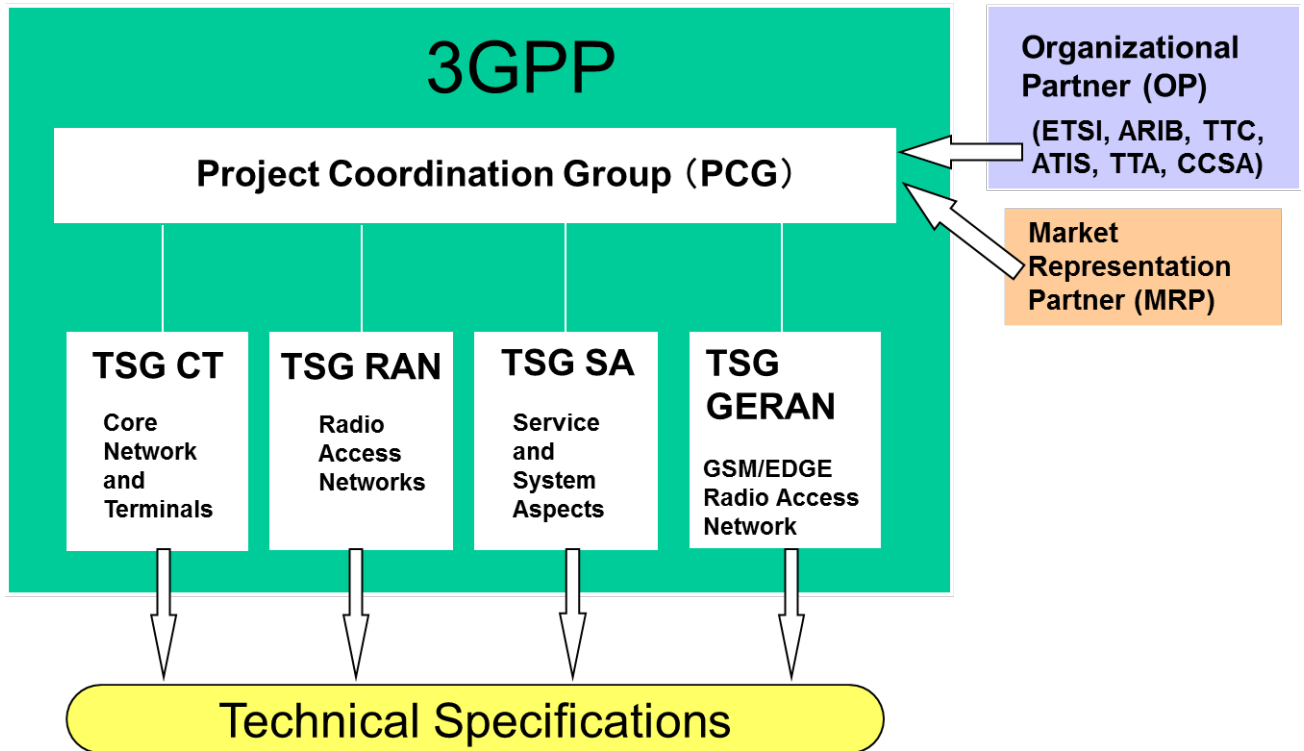 3GPP
Project Coordination Group（PCG）
Organizational
Partner (OP)
(ETSI, ARIB, TTC,
ATIS, TTA, CCSA)
Market
Representation
Partner (MRP)
TSG CT
Core
Network
and
Terminals
TSG RAN
Radio
Access
Networks
TSG SA
Service
and
System
Aspects
TSG
GERAN
GSM/EDGE
Radio Access
Network
Technical Specifications